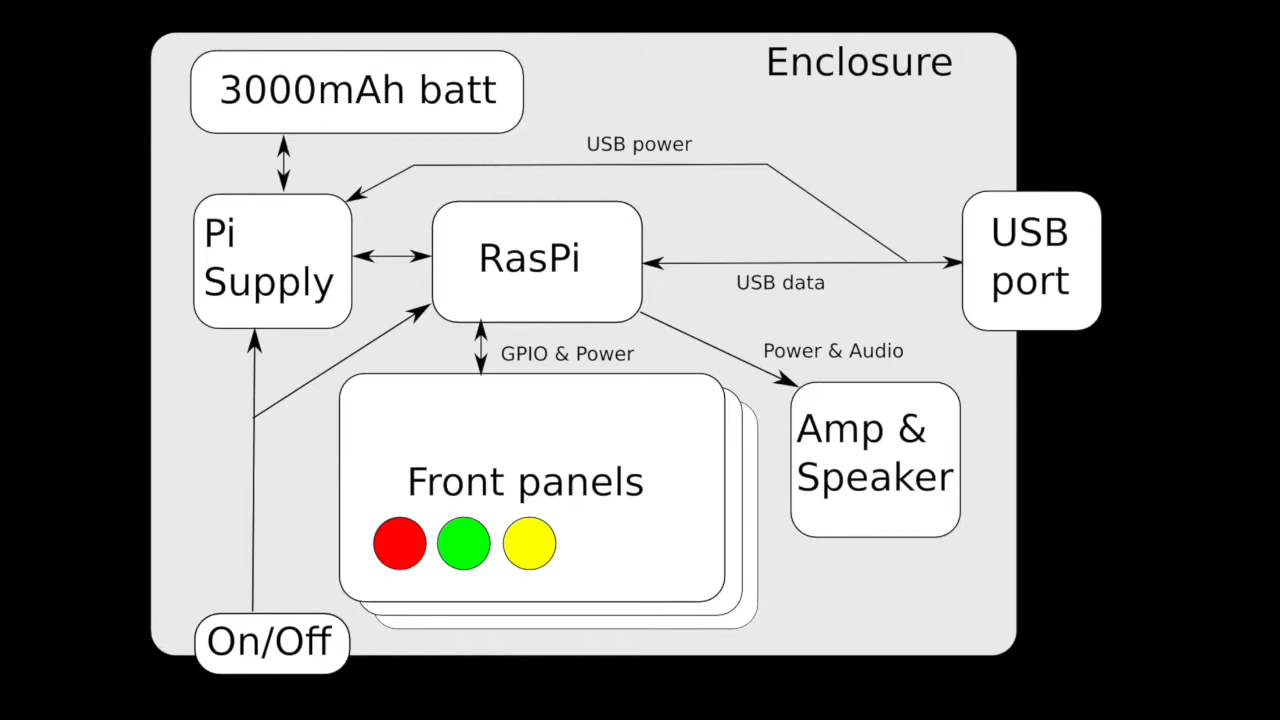 Enclosure
3000mAh batt
USB power
Pi
Supply
RasPi
USB
port
USB data
GPIO & Power
Power & Audio
Amp &
Speaker
Front panels
On/Off